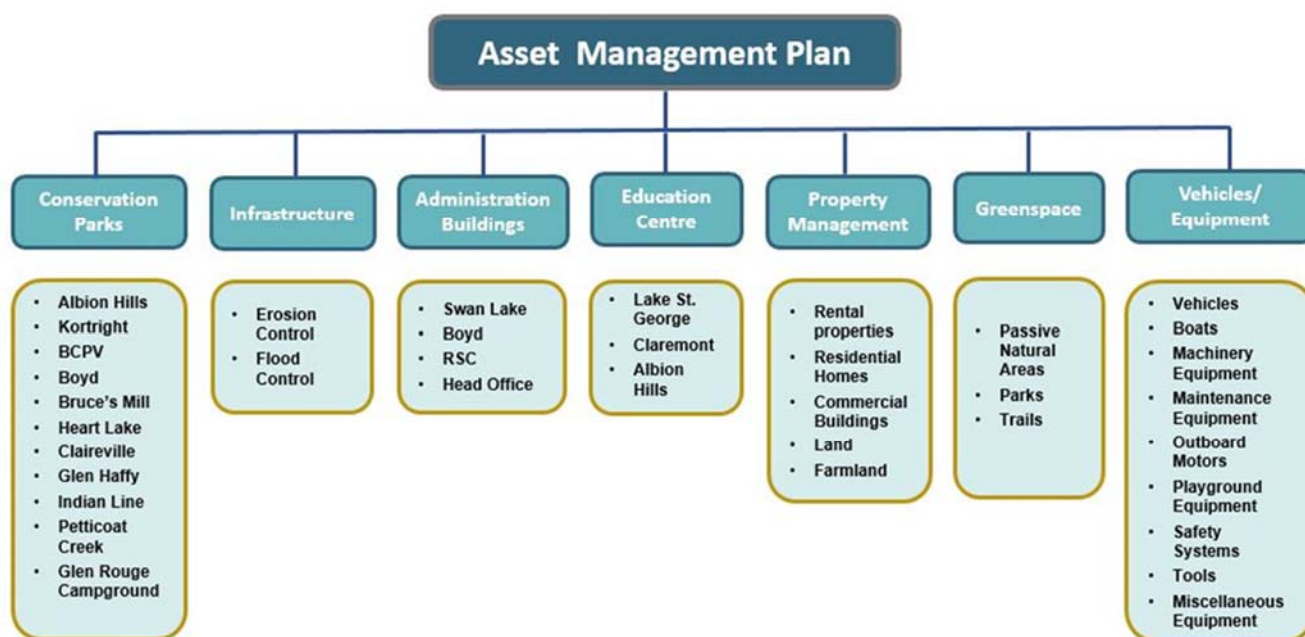 Asset Management Plan
Conservation
Parks
Infrastructure
Administration
Buildings
Education
Centre
Property
Management
Greenspace
Vehicles/
Equipment
• Albion Hills
• Kortright
• BCPV
• Boyd
• Bruce's Mill
• Heart Lake
• Claireville
• Glen Haffy
• Indian Line
• Petticoat
Creek
• Glen Rouge
Campground
• Erosion
Control
• Flood
Control
• Swan Lake
• Boyd
• RSC
• Head Office
• Lake St.
George
• Claremont
• Albion
Hills
• Rental
properties
• Residential
Homes
• Commercial
Buildings
• Land
• Farmland
• Passive
Natural
Areas
• Parks
• Trails
• Vehicles
• Boats
• Machinery
Equipment
• Maintenance
Equipment
• Outboard
Motors
• Playground
Equipment
• Safety
Systems
• Tools
• Miscellaneous
Equipment